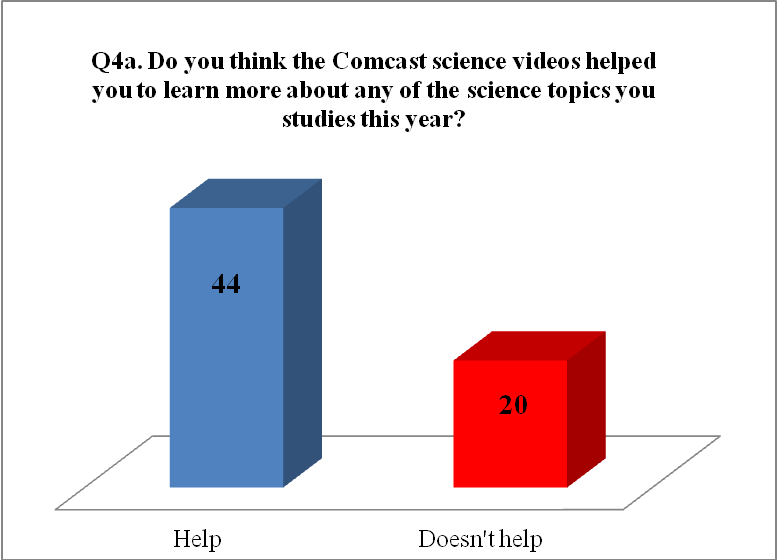 Q4a. Do you think the Comcast science videos helped
you to learn more about any of the science topics you
studies this year?
44
20
Help
Doesn't help